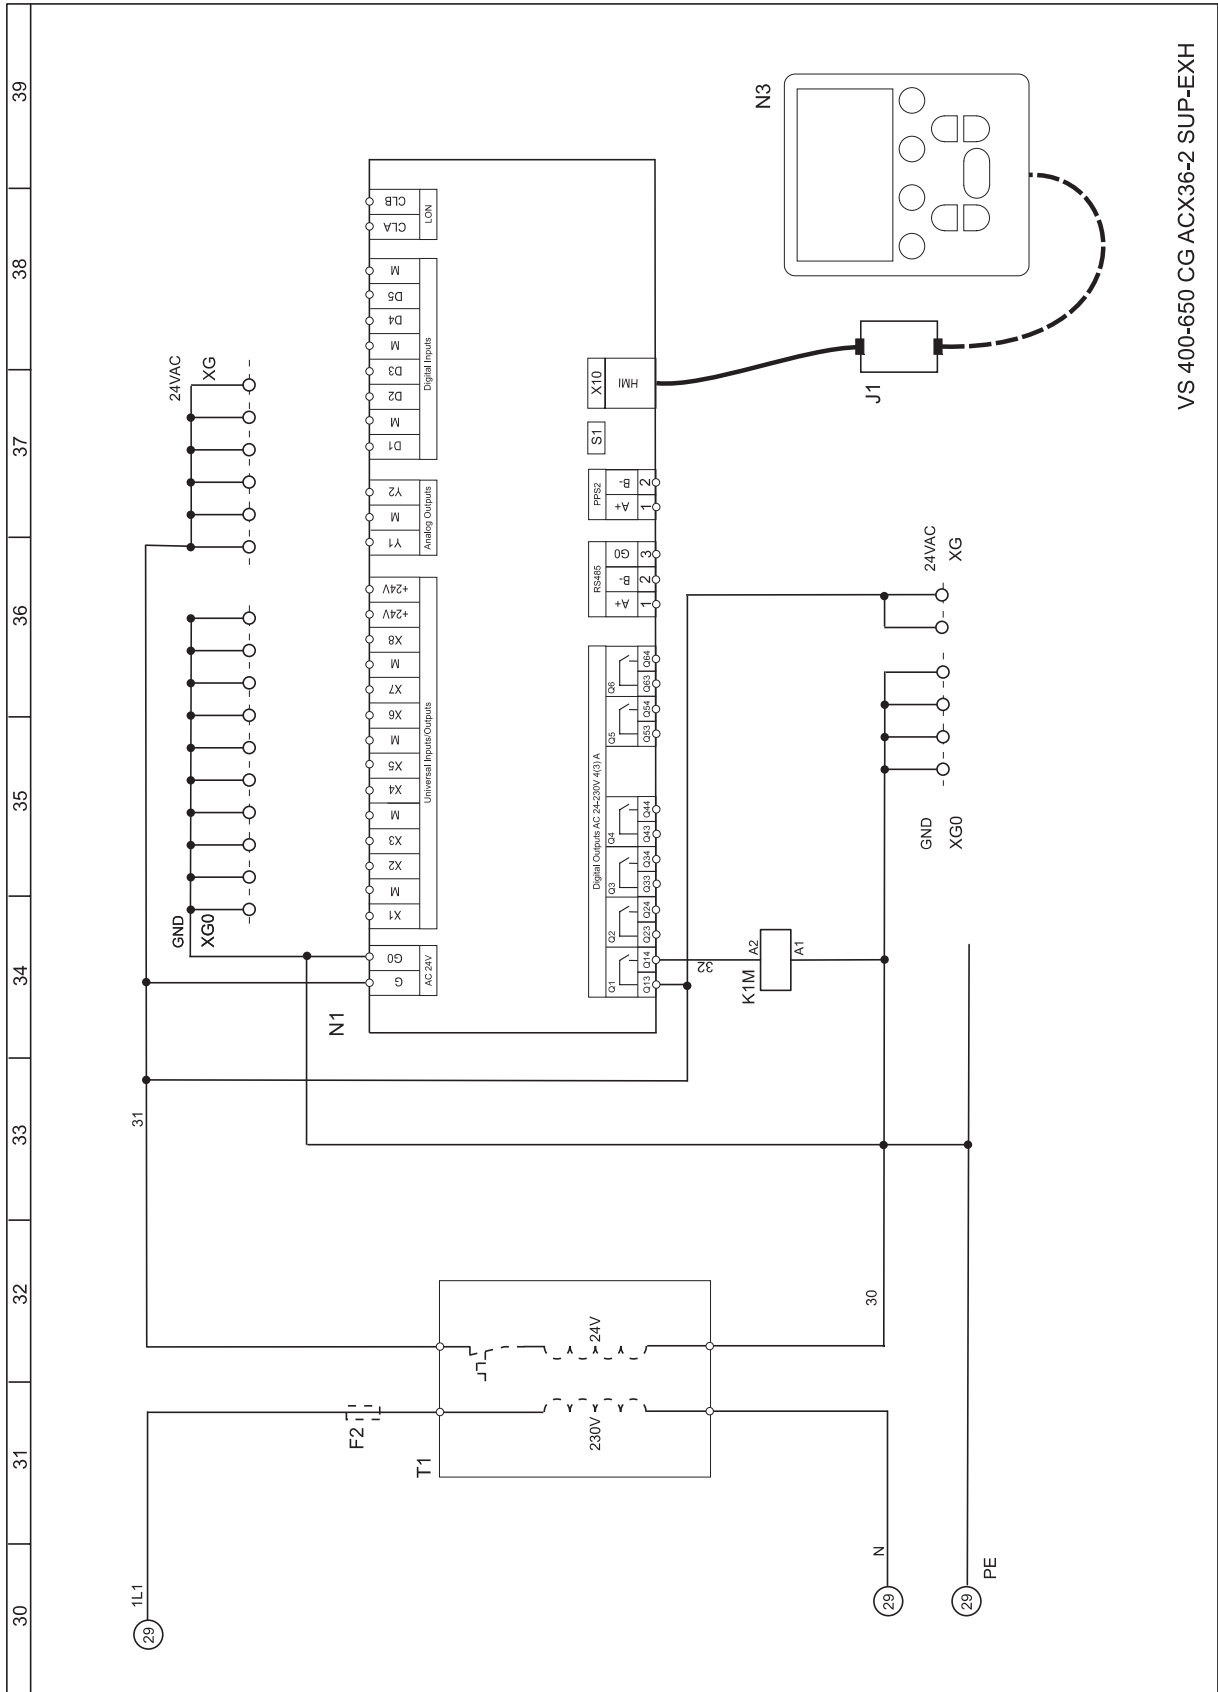 30
31
32
33
34
35
36
37
38
39
29
1L1
F2
T1
230V
24V
N
29
29
PE
31
30
N1
AC 24V
G
G0
GND
XG0
24VAC
XG
Universal Inputs/Outputs
X1
M
X2
X3
M
X4
X5
M
X6
X7
M
X8
+24V
+24V
Analog Outputs
Y1
M
Y2
Digital Inputs
D1
M
D2
D3
M
D4
D5
M
LON
CLA
CLB
Digital Outputs AC 24-230V 4(3) A
Q1
Q2
Q3
Q4
Q5
Q6
Q13
Q14
Q23
Q24
Q33
Q34
Q43
Q44
Q53
Q54
Q63
Q64
RS485
A+
B-
G0
1
2
3
PPS2
A+
B-
1
2
S1
X10
HMI
32
K1M
A2
A1
GND
XG0
24VAC
XG
J1
N3
VS 400-650 CG ACX36-2 SUP-EXH